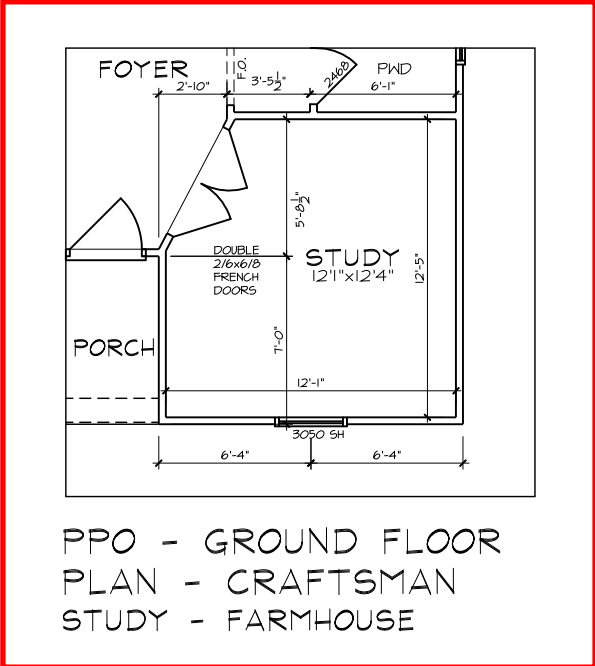 FOYER
F.O.
2468
PWD
2'-10"
3'-5½"
6'-1"
5'-8½"
DOUBLE
2/6x6/8
FRENCH
DOORS
STUDY
12'1"x12'4"
12'-5"
7'-0"
PORCH
12'-1"
3050 SH
6'-4"
6'-4"
PPO - GROUND FLOOR
PLAN - CRAFTSMAN
STUDY - FARMHOUSE